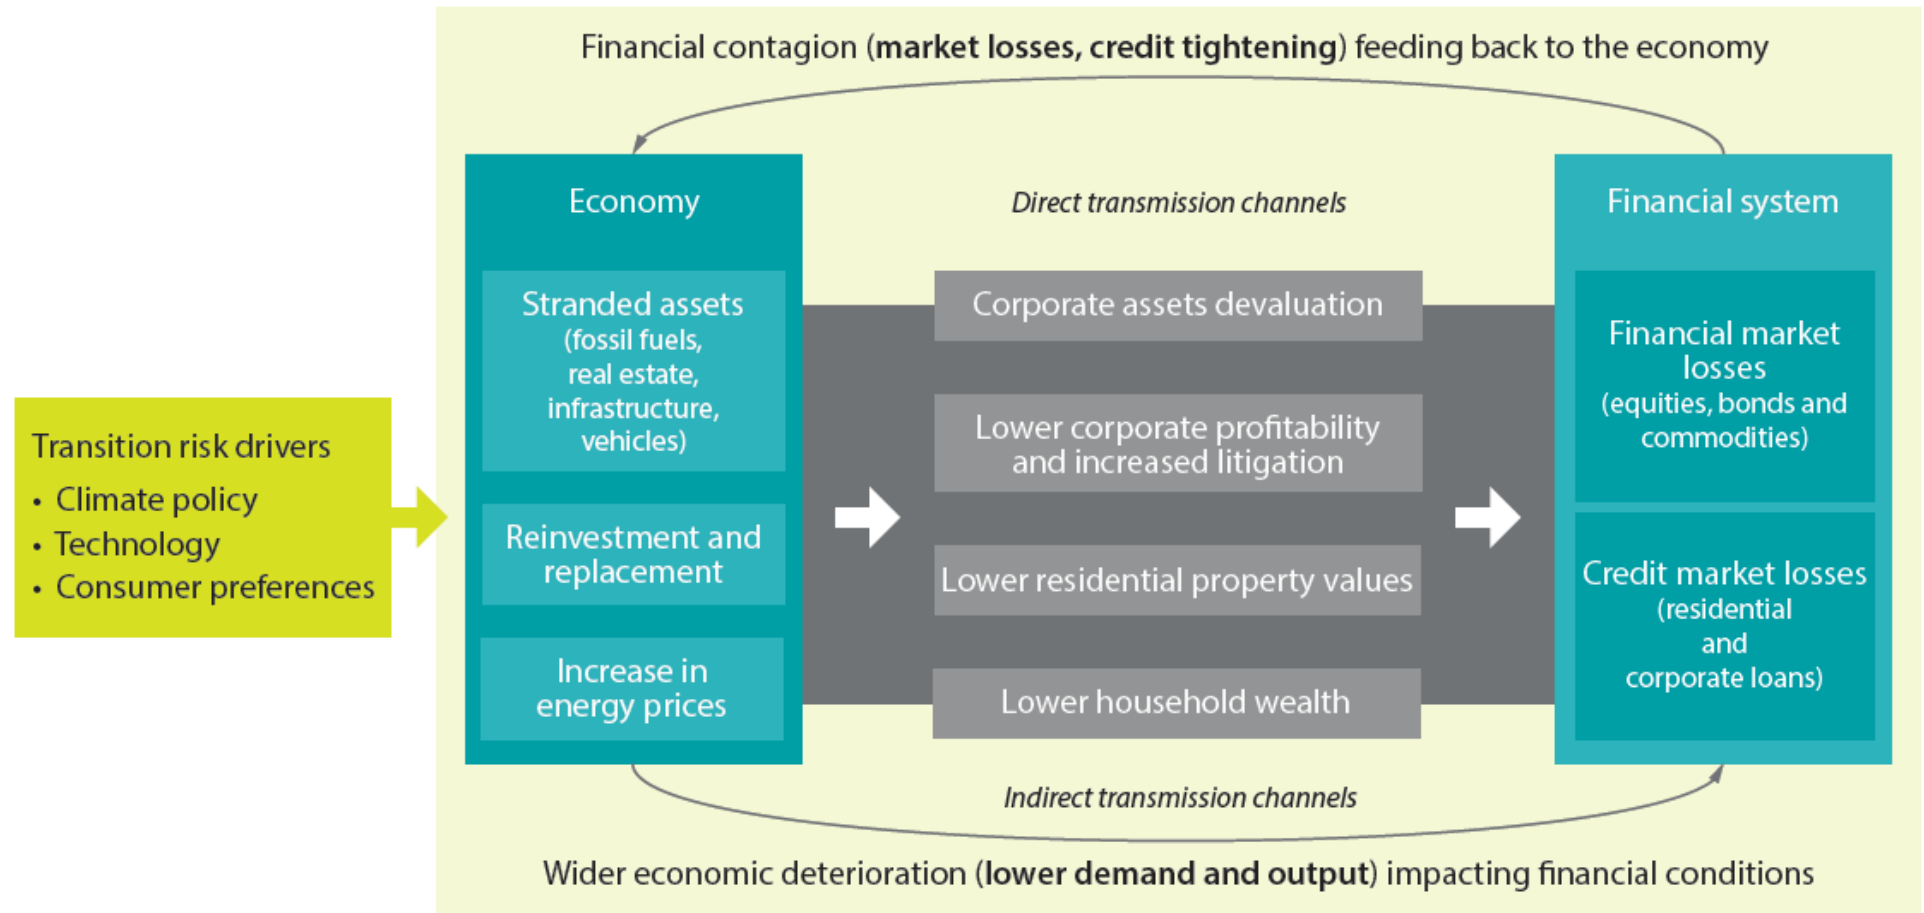 Financial contagion (market losses, credit tightening) feeding back to the economy
Transition risk drivers
• Climate policy
• Technology
• Consumer preferences
Economy
Stranded assets
(fossil fuels,
real estate,
infrastructure,
vehicles)
Reinvestment and
replacement
Increase in
energy prices
Direct transmission channels
Corporate assets devaluation
Lower corporate profitability
and increased litigation
Lower residential property values
Lower household wealth
Indirect transmission channels
Financial system
Financial market
losses
(equities, bonds and
commodities)
Credit market losses
(residential
and
corporate loans)
Wider economic deterioration (lower demand and output) impacting financial conditions